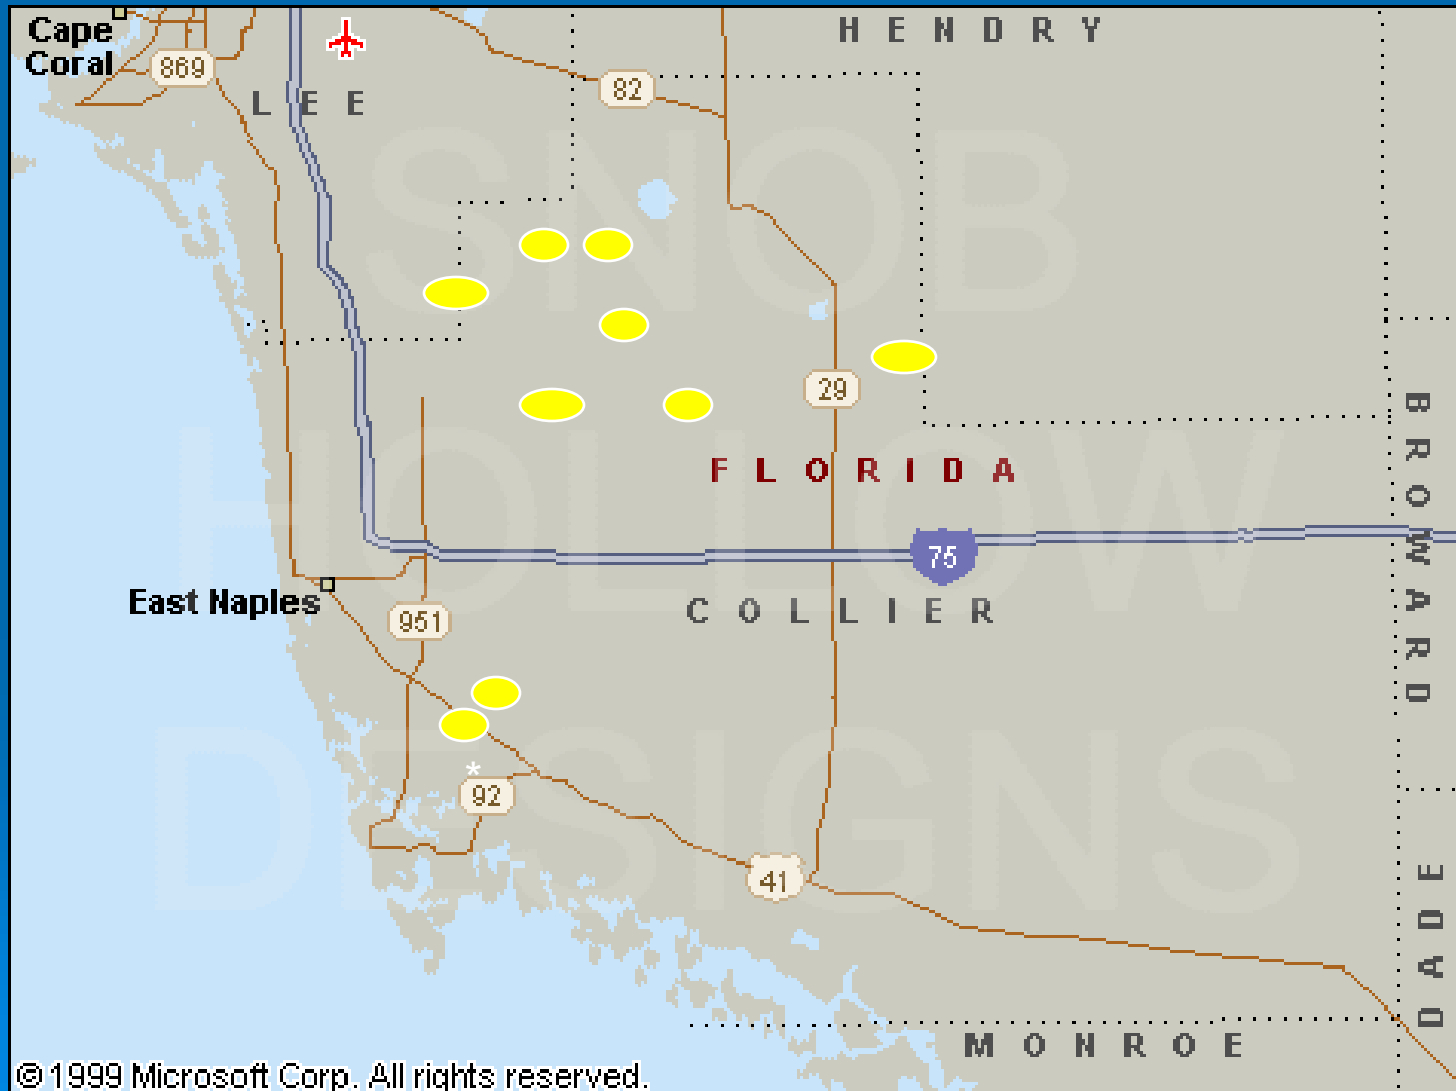 HENDRY
Cape
Coral
869
82
LEE
SNOB
29
BROWARD
FLORIDA
HOLLOW
75
East Naples
COLLIER
951
*
92
DESIGNS
41
DADE
MONROE
© 1999 Microsoft Corp. All rights reserved.